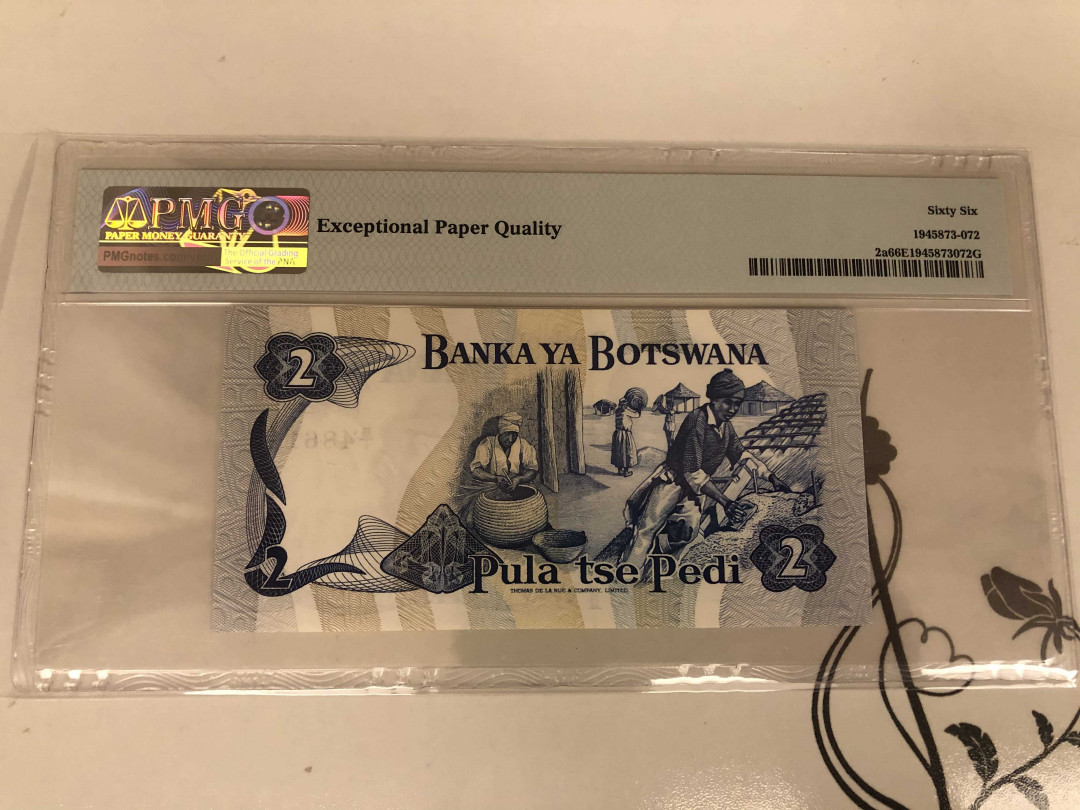 PMG
PAPER MONEY GUARANTY
PMGnotes.com/
The Official Grading
Service of the PNA
Exceptional Paper Quality
Sixty Six
1945873-072
2a66E1945873072G
2
BANKA YA BOTSWANA
2
Pula tse Pedi
2
THOMAS DE LA RUE & COMPANY, LIMITED.